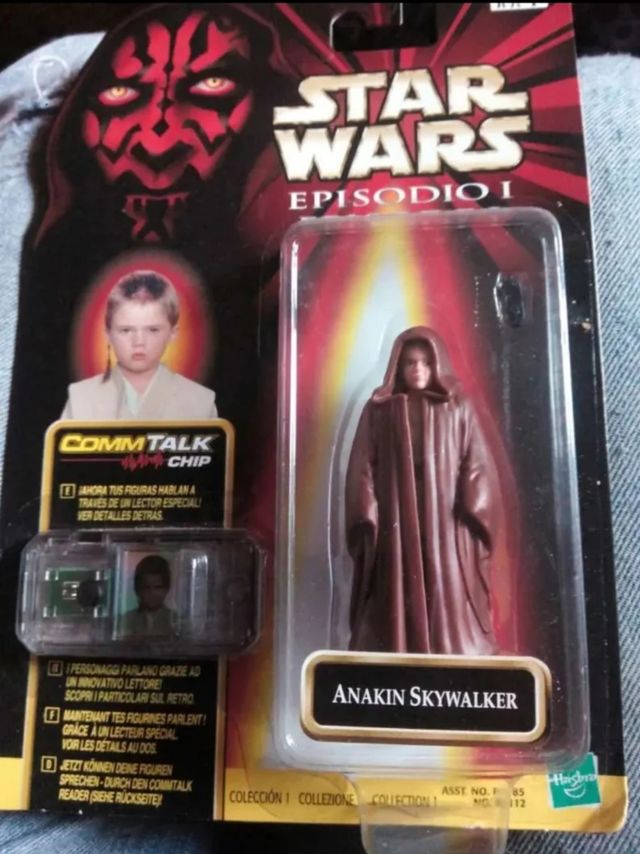 STAR
WARS
EPISODIO I
COMMTALK
CHIP
E ¡AHORA TUS FIGURAS HABLAN A
TRAVÉS DE UN LECTOR ESPECIAL!
VER DETALLES DETRAS.
I PERSONAGGI PARLANO GRAZIE AD
UN INNOVATIVO LETTORE!
SCOPRI I PARTICOLARI SUL RETRO.
F MAINTENANT TES FIGURINES PARLENT!
GRÂCE À UN LECTEUR SPÉCIAL.
VOIR LES DÉTAILS AU DOS.
D JETZT KÖNNEN DEINE FIGUREN
SPRECHEN - DURCH DEN COMMTALK
READER (SIEHE RÜCKSEITE)!
ANAKIN SKYWALKER
COLECCIÓN 1 COLLEZIONE COLLECTION 1
ASST. NO.
NO.
Hasbro